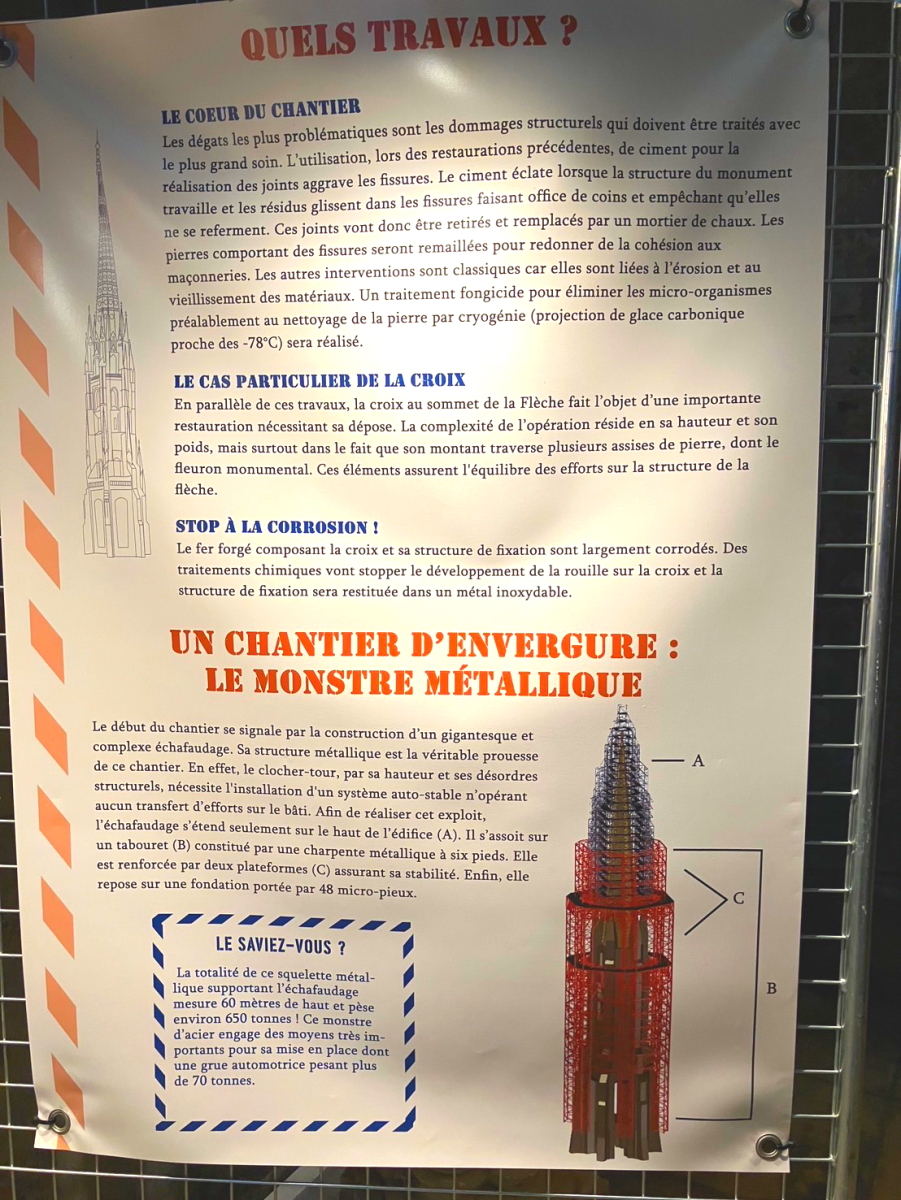 QUELS TRAVAUX ?
LE COEUR DU CHANTIER
Les dégats les plus problématiques sont les dommages structurels qui doivent être traités avec
le plus grand soin. L'utilisation, lors des restaurations précédentes, de ciment pour la
réalisation des joints aggrave les fissures. Le ciment éclate lorsque la structure du monument
travaille et les résidus glissent dans les fissures faisant office de coins et empêchant qu'elles
ne se referment. Ces joints vont donc être retirés et remplacés par un mortier de chaux. Les
pierres comportant des fissures seront remaillées pour redonner de la cohésion aux
maçonneries. Les autres interventions sont classiques car elles sont liées à l'érosion et au
vieillissement des matériaux. Un traitement fongicide pour éliminer les micro-organismes
préalablement au nettoyage de la pierre par cryogénie (projection de glace carbonique
proche des -78°C) sera réalisé.
LE CAS PARTICULIER DE LA CROIX
En parallèle de ces travaux, la croix au sommet de la Flèche fait l'objet d'une importante
restauration nécessitant sa dépose. La complexité de l'opération réside en sa hauteur et son
poids, mais surtout dans le fait que son montant traverse plusieurs assises de pierre, dont le
fleuron monumental. Ces éléments assurent l'équilibre des efforts sur la structure de la
flèche.
STOP À LA CORROSION !
Le fer forgé composant la croix et sa structure de fixation sont largement corrodés. Des
traitements chimiques vont stopper le développement de la rouille sur la croix et la
structure de fixation sera restituée dans un métal inoxydable.
UN CHANTIER D'ENVERGURE :
LE MONSTRE MÉTALLIQUE
Le début du chantier se signale par la construction d'un gigantesque et
complexe échafaudage. Sa structure métallique est la véritable prouesse
de ce chantier. En effet, le clocher-tour, par sa hauteur et ses désordres
structurels, nécessite l'installation d'un système auto-stable n'opérant
aucun transfert d'efforts sur le bâti. Afin de réaliser cet exploit,
l'échafaudage s'étend seulement sur le haut de l'édifice (A). Il s'assoit sur
un tabouret (B) constitué par une charpente métallique à six pieds. Elle
est renforcée par deux plateformes (C) assurant sa stabilité. Enfin, elle
repose sur une fondation portée par 48 micro-pieux.
A
C
B
LE SAVIEZ-VOUS ?
La totalité de ce squelette métal-
lique supportant l'échafaudage
mesure 60 mètres de haut et pèse
environ 650 tonnes ! Ce monstre
d'acier engage des moyens très im-
portants pour sa mise en place dont
une grue automotrice pesant plus
de 70 tonnes.